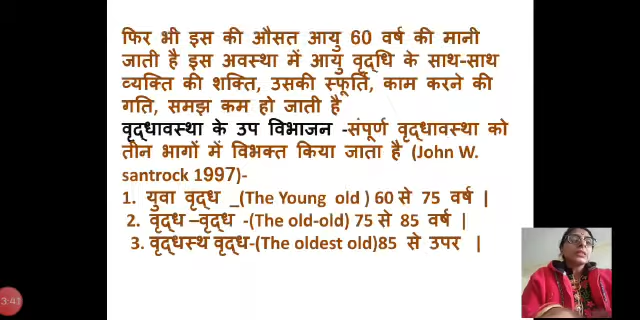 फिर भी इस की औसत आयु 60 वर्ष की मानी
जाती है इस अवस्था में आयु वृद्धि के साथ-साथ
व्यक्ति की शक्ति, उसकी स्फूर्ति, काम करने की
गति, समझ कम हो जाती है
वृद्धावस्था के उप विभाजन -संपूर्ण वृद्धावस्था को
तीन भागों में विभक्त किया जाता है (John W.
santrock 1997)-
1. युवा वृद्ध _(The Young old ) 60 से 75 वर्ष |
2. वृद्ध –वृद्ध -(The old-old) 75 से 85 वर्ष |
3. वृद्धस्थ वृद्ध-(The oldest old)85 से उपर |
3:41